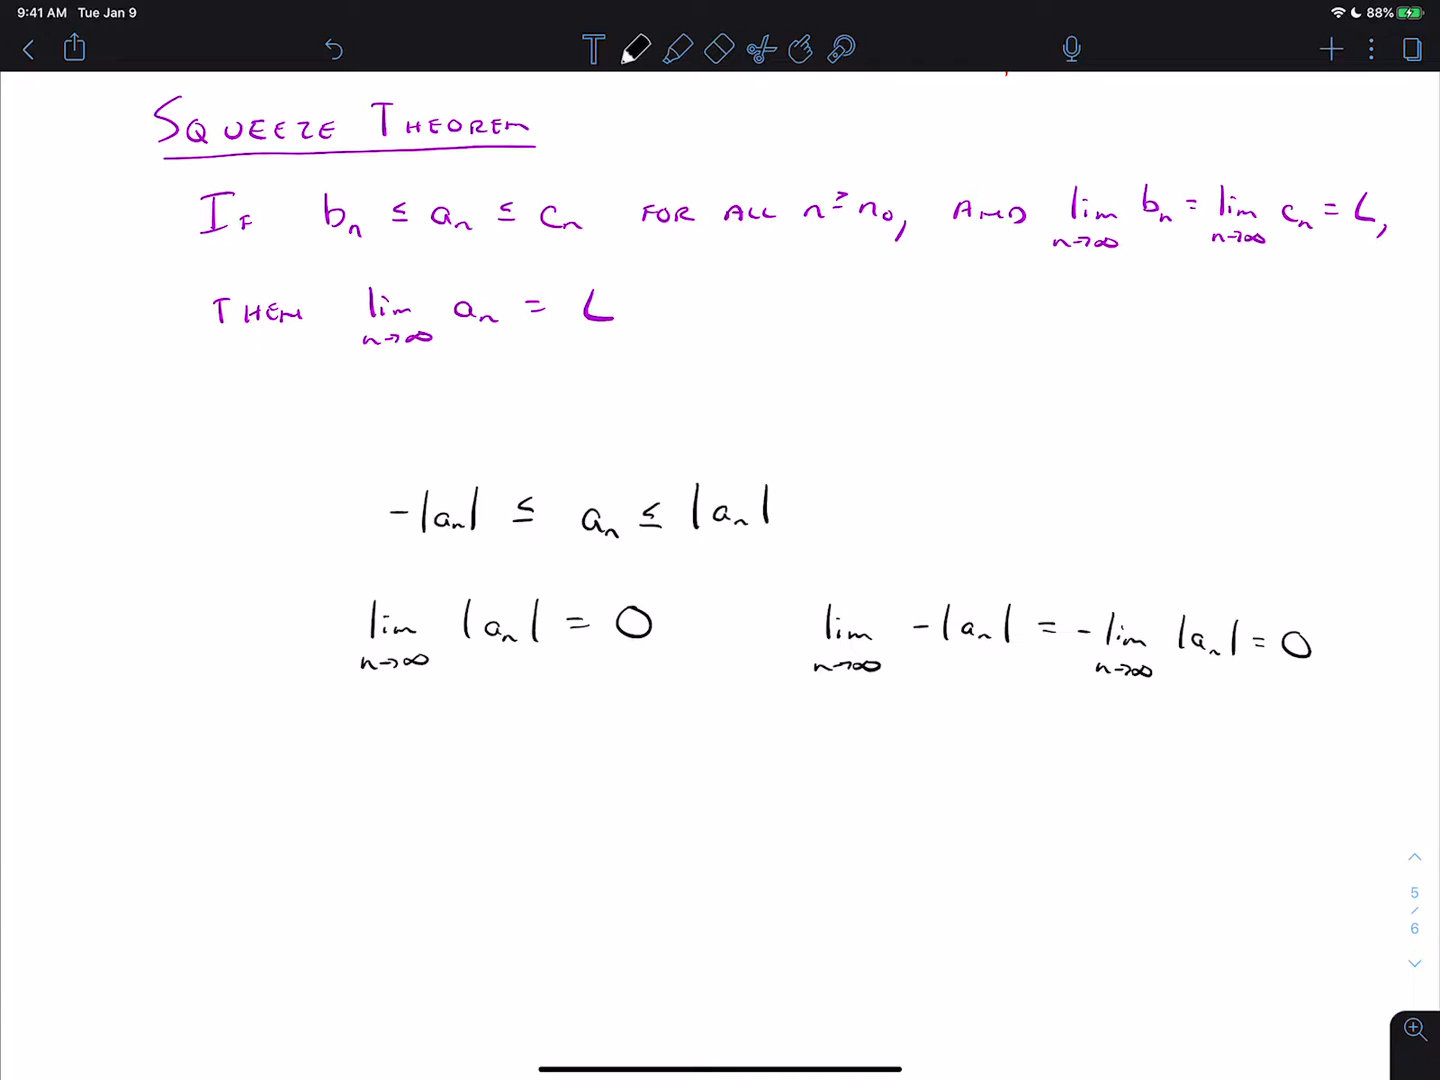 9:41 AM Tue Jan 9 88%
T
SQUEEZE THEOREM
IF bₙ ≤ aₙ ≤ cₙ FOR ALL n ≥ n₀, AND lim n→∞ bₙ = lim n→∞ cₙ = L,
THEN lim n→∞ aₙ = L
-|aₙ| ≤ aₙ ≤ |aₙ|
lim n→∞ |aₙ| = 0 lim n→∞ -|aₙ| = - lim n→∞ |aₙ| = 0
5
/
6